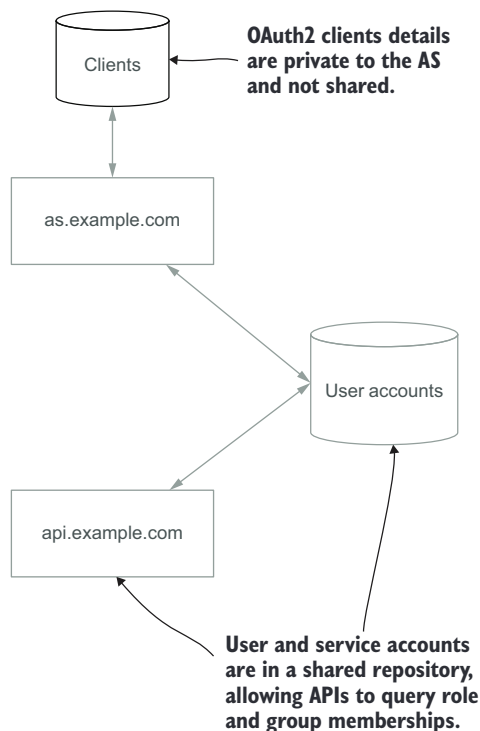 OAuth2 clients details
are private to the AS
and not shared.
Clients
as.example.com
User accounts
api.example.com
User and service accounts
are in a shared repository,
allowing APIs to query role
and group memberships.